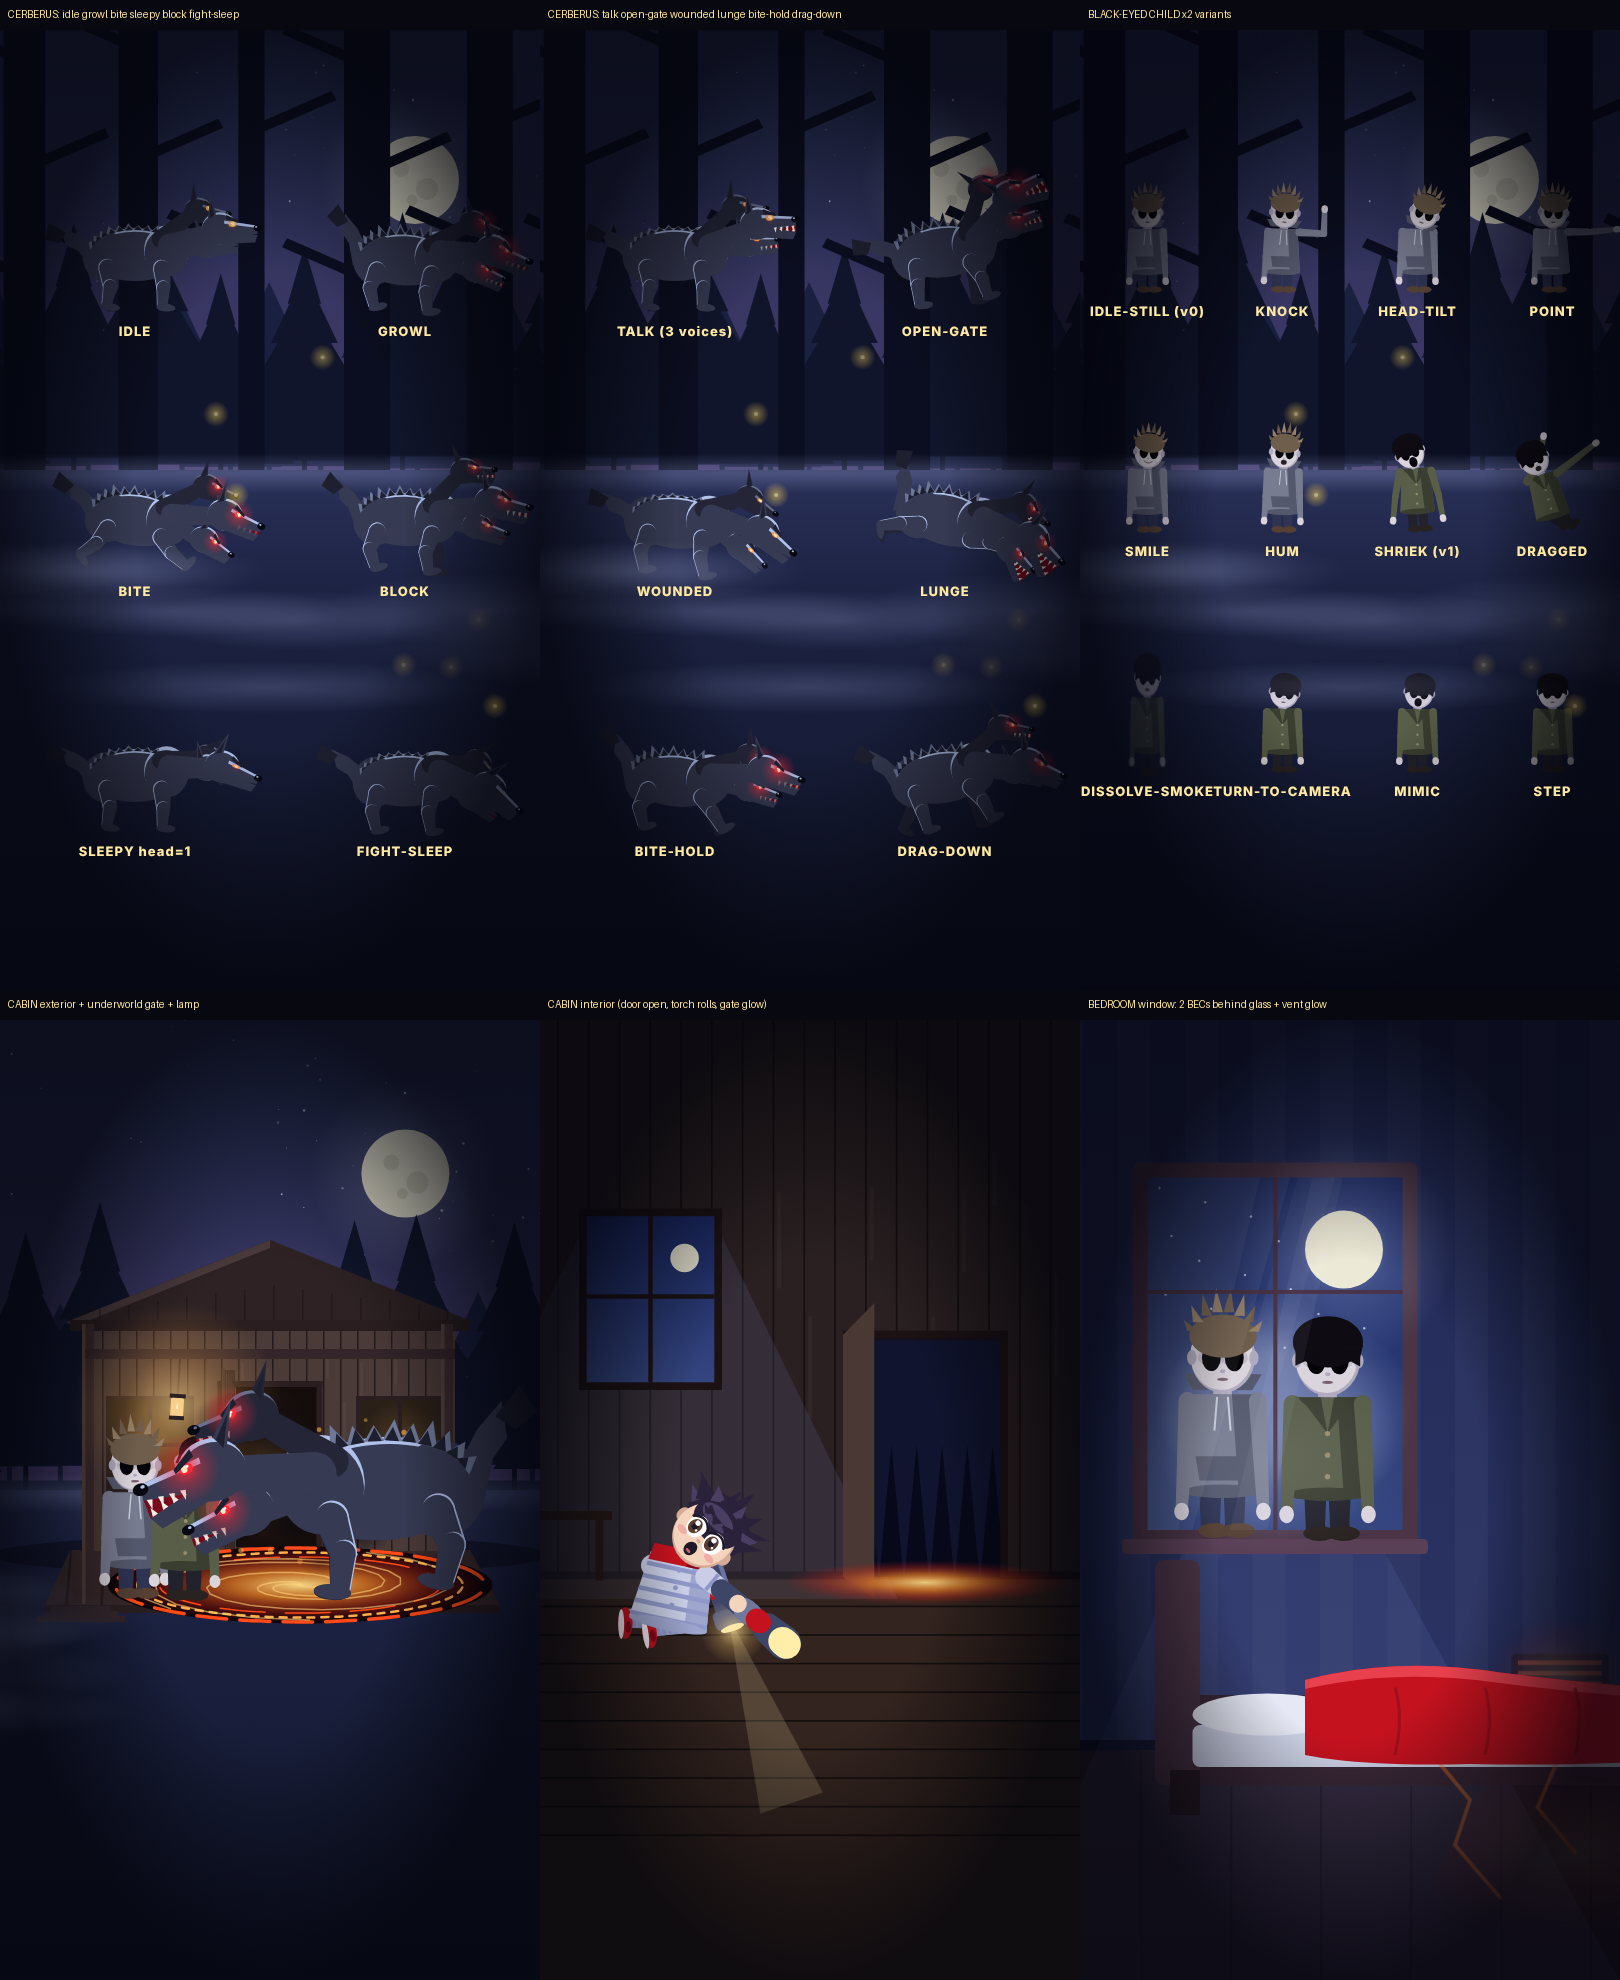 CERBERUS: idle growl bite sleepy block fight-sleep
IDLE
GROWL
BITE
BLOCK
SLEEPY head=1
FIGHT-SLEEP
CERBERUS: talk open-gate wounded lunge bite-hold drag-down
TALK (3 voices)
OPEN-GATE
WOUNDED
LUNGE
BITE-HOLD
DRAG-DOWN
BLACK-EYED CHILD x2 variants
IDLE-STILL (v0)
KNOCK
HEAD-TILT
POINT
SMILE
HUM
SHRIEK (v1)
DRAGGED
DISSOLVE-SMOKE
TURN-TO-CAMERA
MIMIC
STEP
CABIN exterior + underworld gate + lamp
CABIN interior (door open, torch rolls, gate glow)
BEDROOM window: 2 BECs behind glass + vent glow